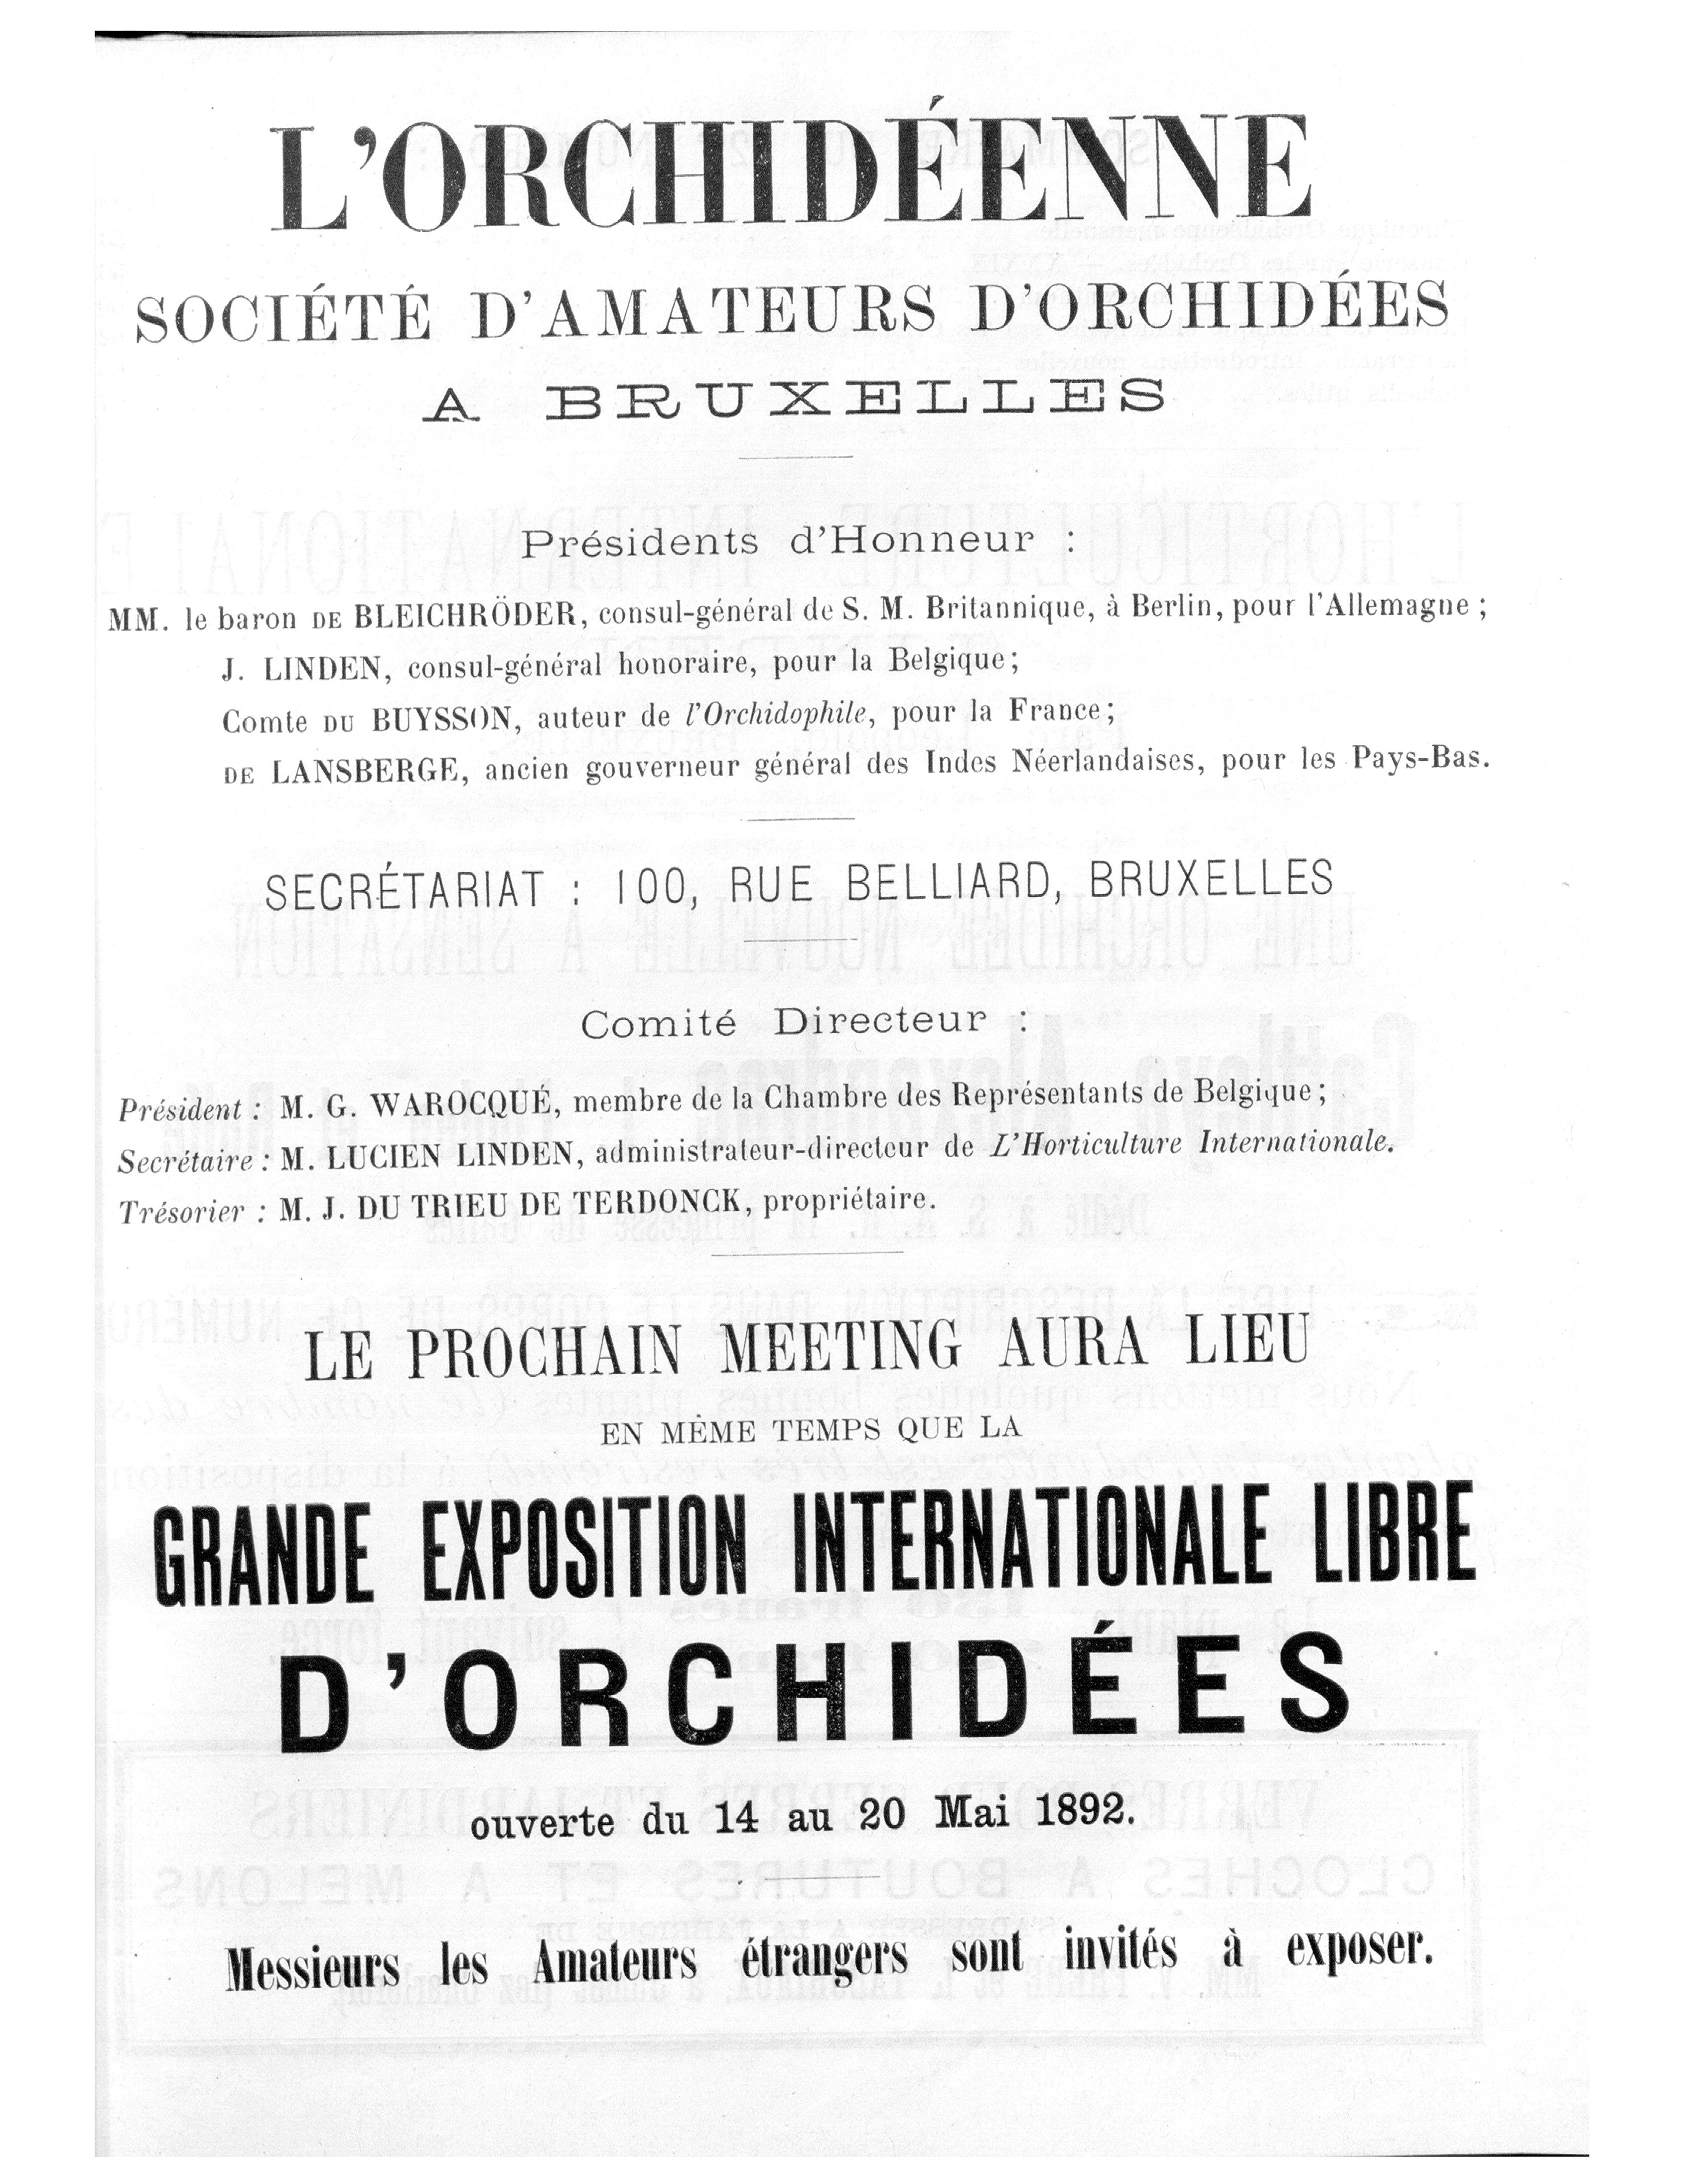 L'ORCHIDÉENNE
SOCIÉTÉ D'AMATEURS D'ORCHIDÉES
A BRUXELLES
Présidents d'Honneur :
MM. le baron DE BLEICHRÖDER, consul-général de S. M. Britannique, à Berlin, pour l'Allemagne ;
J. LINDEN, consul-général honoraire, pour la Belgique ;
Comte DU BUYSSON, auteur de l'Orchidophile, pour la France ;
DE LANSBERGE, ancien gouverneur général des Indes Néerlandaises, pour les Pays-Bas.
SECRÉTARIAT : 100, RUE BELLIARD, BRUXELLES
Comité Directeur :
Président : M. G. WAROCQUÉ, membre de la Chambre des Représentants de Belgique ;
Secrétaire : M. LUCIEN LINDEN, administrateur-directeur de L'Horticulture Internationale.
Trésorier : M. J. DU TRIEU DE TERDONCK, propriétaire.
LE PROCHAIN MEETING AURA LIEU
EN MÊME TEMPS QUE LA
GRANDE EXPOSITION INTERNATIONALE LIBRE
D'ORCHIDÉES
ouverte du 14 au 20 Mai 1892.
Messieurs les Amateurs étrangers sont invités à exposer.